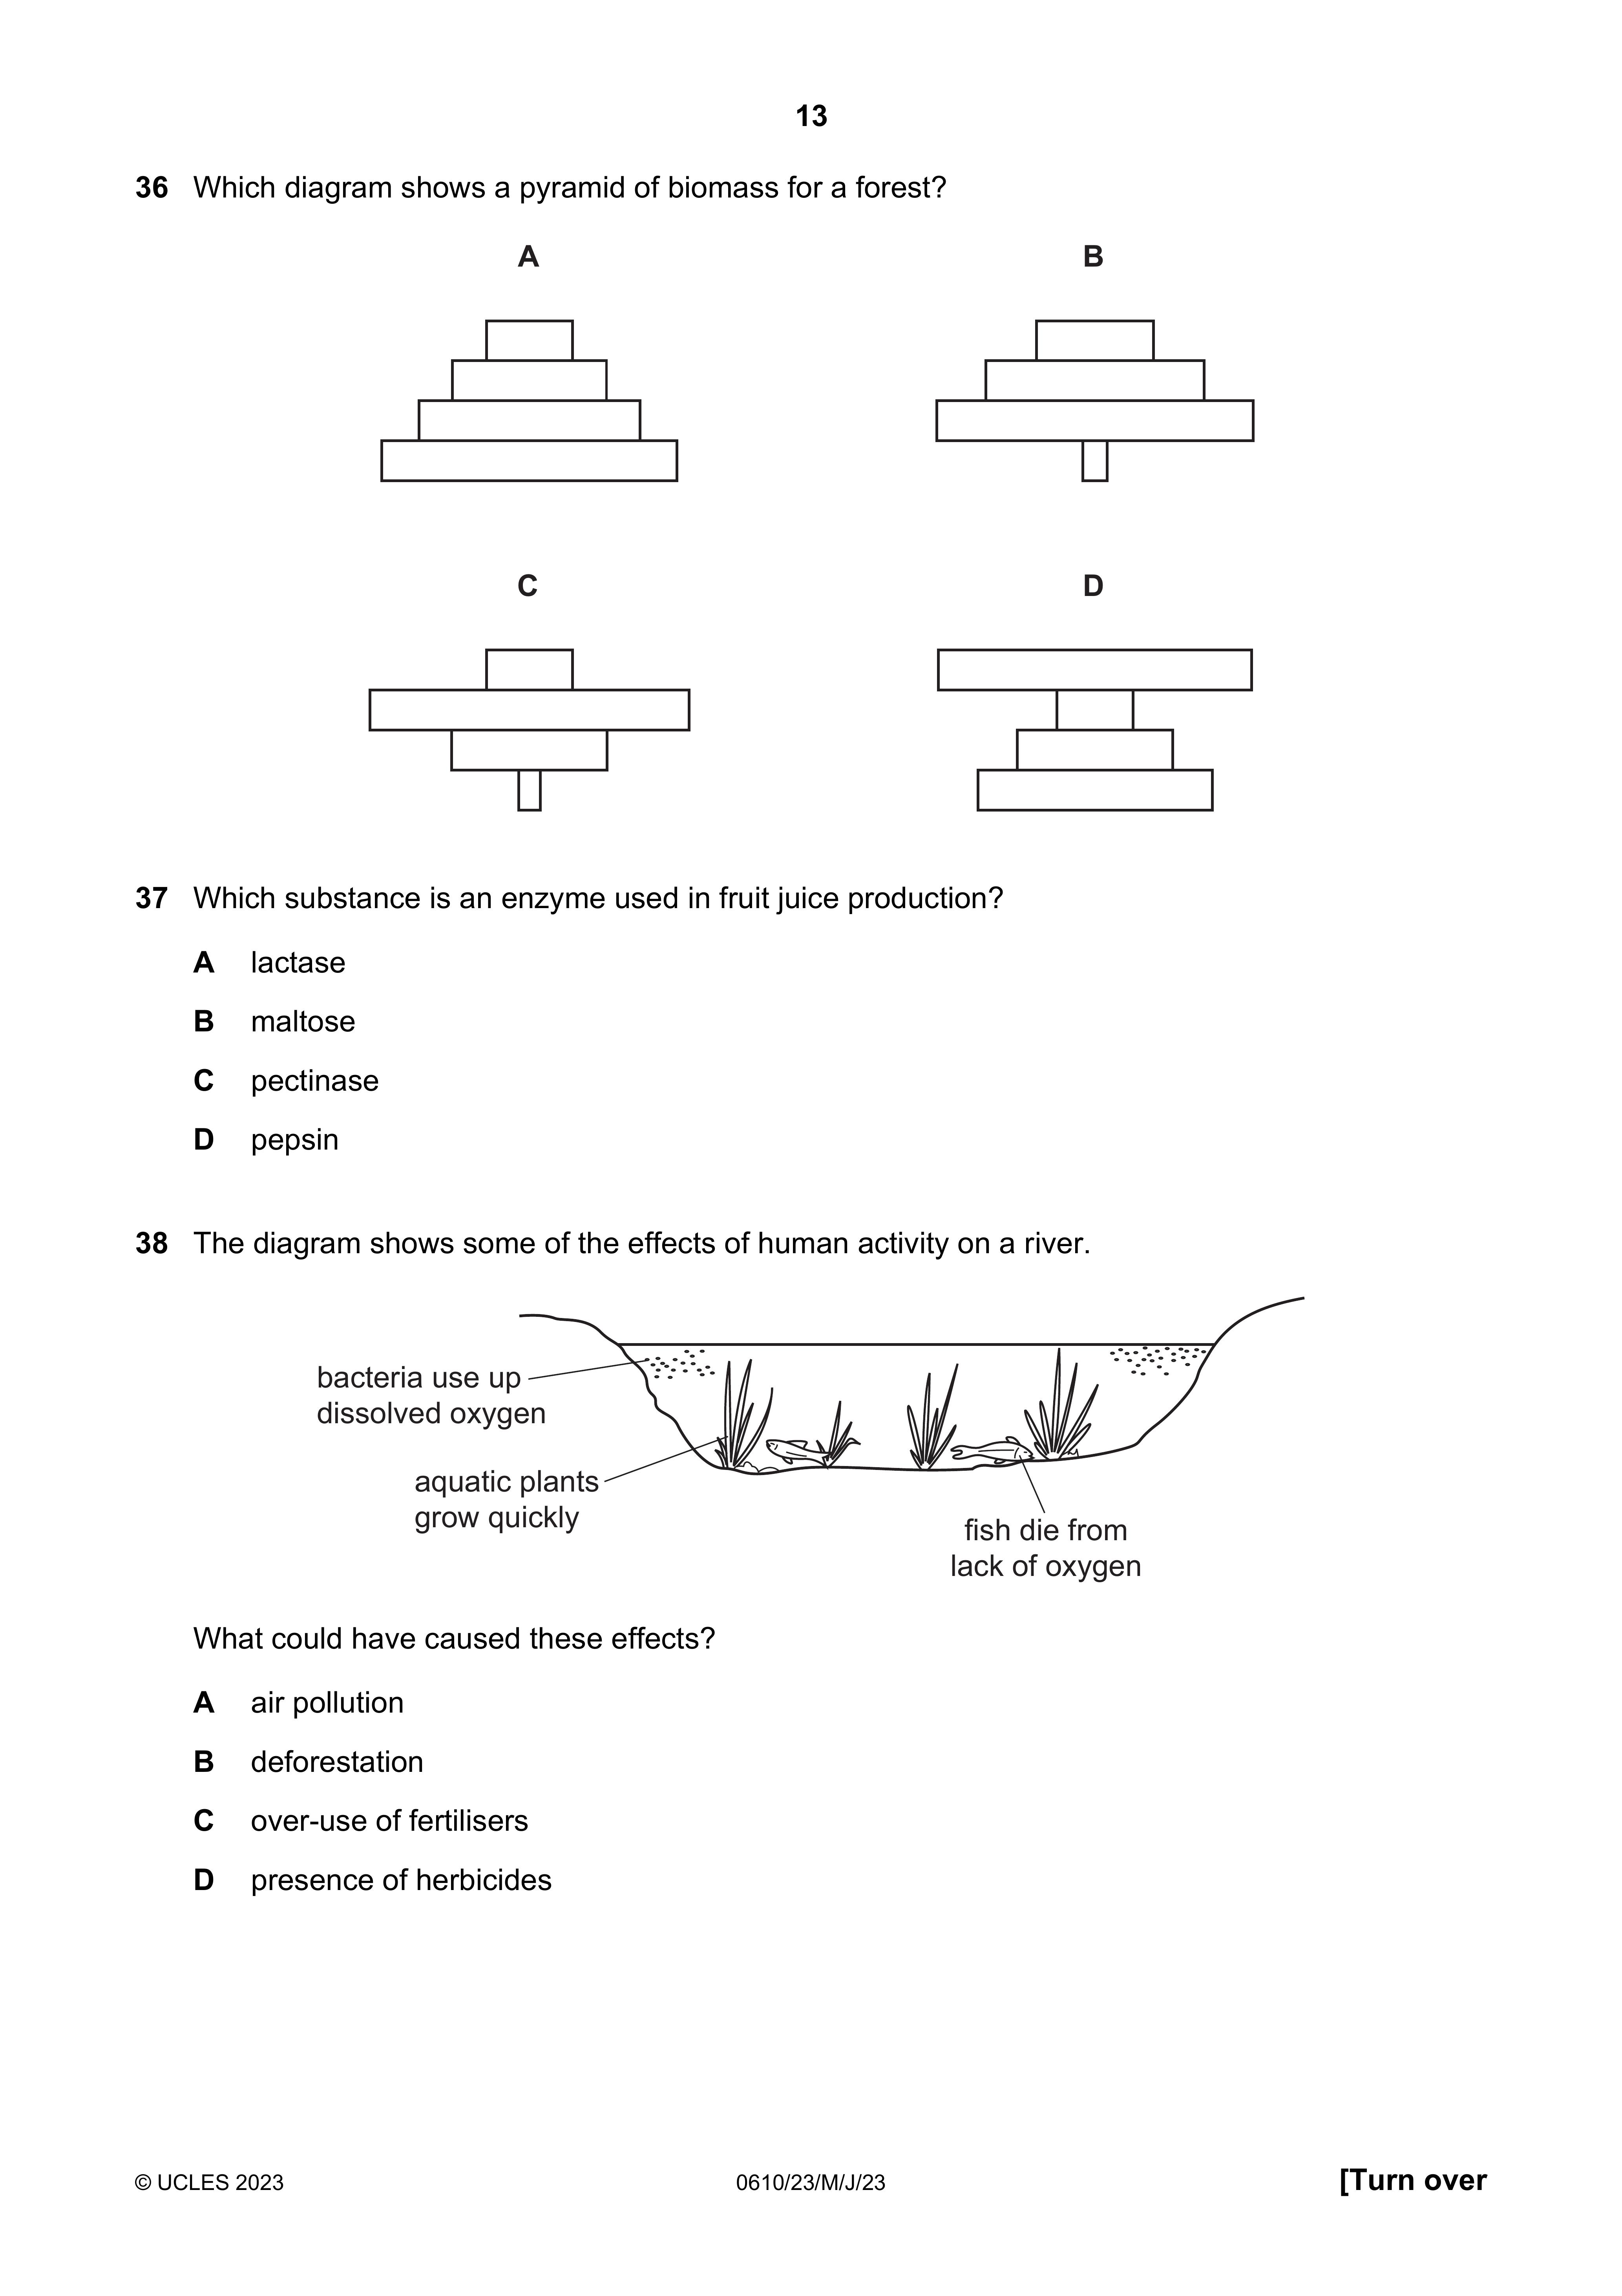 13
36 Which diagram shows a pyramid of biomass for a forest?
A B
C D
37 Which substance is an enzyme used in fruit juice production?
A lactase
B maltose
C pectinase
D pepsin
38 The diagram shows some of the effects of human activity on a river.
bacteria use up
dissolved oxygen
aquatic plants
grow quickly
fish die from
lack of oxygen
What could have caused these effects?
A air pollution
B deforestation
C over-use of fertilisers
D presence of herbicides
© UCLES 2023 0610/23/M/J/23 [Turn over